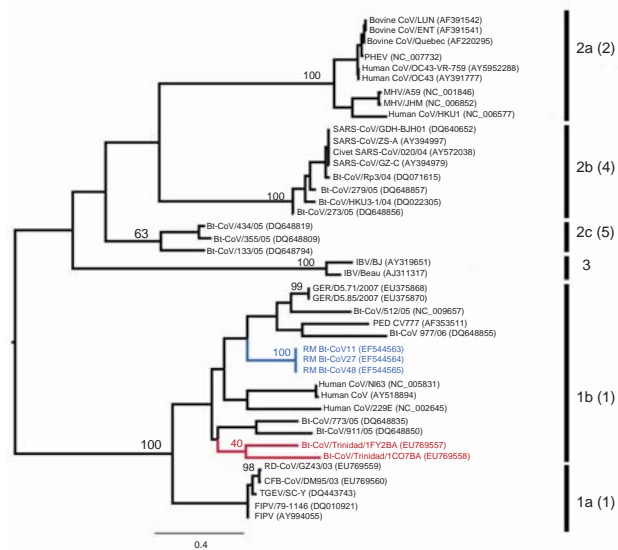 Bovine CoV/LUN (AF391542)
Bovine CoV/ENT (AF391541)
Bovine CoV/Quebec (AF220295)
PHEV (NC_007732)
Human CoV/OC43-VR-759 (AY5952288)
Human CoV/OC43 (AY391777)
100
MHV/A59 (NC_001846)
MHV/JHM (NC_006852)
Human CoV/HKU1 (NC_006577)
2a (2)
SARS-CoV/GDH-BJH01 (DQ640652)
SARS-CoV/ZS-A (AY394997)
Civet SARS-CoV/020/04 (AY572038)
SARS-CoV/GZ-C (AY394979)
Bt-CoV/Rp3/04 (DQ071615)
Bt-CoV/279/05 (DQ648857)
100
Bt-CoV/HKU3-1/04 (DQ022305)
Bt-CoV/273/05 (DQ648856)
2b (4)
Bt-CoV/434/05 (DQ648819)
63
Bt-CoV/355/05 (DQ648809)
Bt-CoV/133/05 (DQ648794)
2c (5)
100
IBV/BJ (AY319651)
IBV/Beau (AJ311317)
3
99
GER/D5.71/2007 (EU375868)
GER/D5.85/2007 (EU375870)
Bt-CoV/512/05 (NC_009657)
PED CV777 (AF353511)
Bt-CoV 977/06 (DQ648855)
RM Bt-CoV11 (EF544563)
100
RM Bt-CoV27 (EF544564)
RM Bt-CoV48 (EF544565)
Human CoV/Nl63 (NC_005831)
Human CoV (AY518894)
Human CoV/229E (NC_002645)
1b (1)
Bt-CoV/773/05 (DQ648835)
Bt-CoV/911/05 (DQ648850)
40
Bt-CoV/Trinidad/1FY2BA (EU769557)
Bt-CoV/Trinidad/1CO7BA (EU769558)
100
98
RD-CoV/GZ43/03 (EU769559)
CFB-CoV/DM95/03 (EU769560)
TGEV/SC-Y (DQ443743)
FIPV/79-1146 (DQ010921)
FIPV (AY994055)
1a (1)
0.4